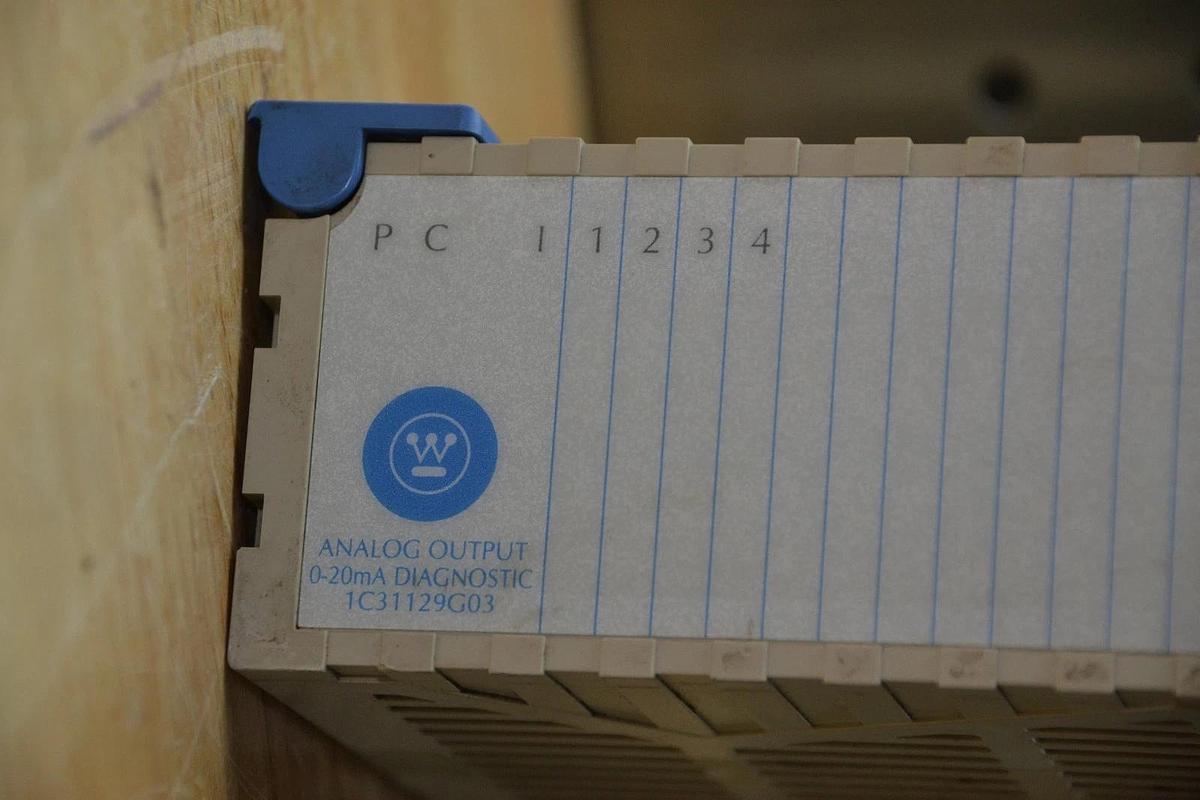 P C I 1 2 3 4
W
ANALOG OUTPUT
0-20mA DIAGNOSTIC
1C31129G03